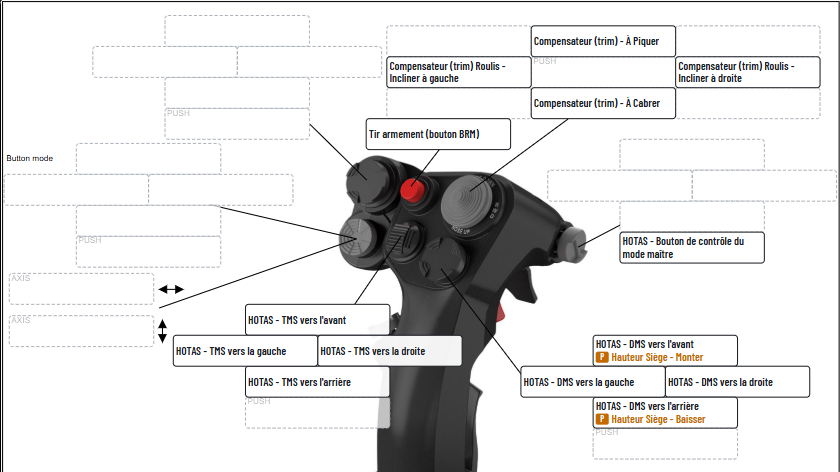 Compensateur (trim) - À Piquer
PUSH
Compensateur (trim) Roulis -
Incliner à gauche
Compensateur (trim) Roulis -
Incliner à droite
Compensateur (trim) - À Cabrer
PUSH
Tir armement (bouton BRM)
Button mode
PUSH
HOTAS - Bouton de contrôle du
mode maître
AXIS
AXIS
HOTAS - TMS vers l'avant
HOTAS - TMS vers la gauche
HOTAS - TMS vers la droite
HOTAS - TMS vers l'arrière
PUSH
HOTAS - DMS vers l'avant
P Hauteur Siège - Monter
HOTAS - DMS vers la gauche
HOTAS - DMS vers la droite
HOTAS - DMS vers l'arrière
P Hauteur Siège - Baisser
PUSH